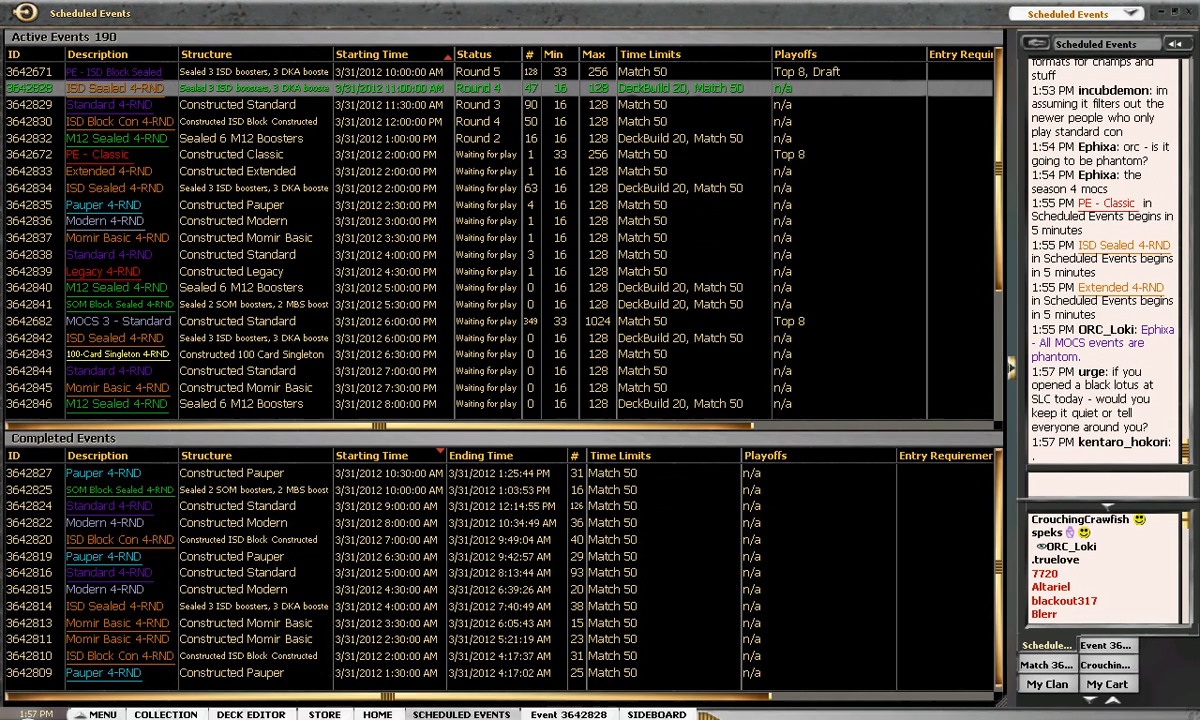 Scheduled Events
Scheduled Events
Active Events 190
ID Description Structure Starting Time Status # Min Max Time Limits Playoffs Entry Requir
3642671 PE - ISD Block Sealed Sealed 3 ISD boosters, 3 DKA booste 3/31/2012 10:00:00 AM Round 5 128 33 256 Match 50 Top 8, Draft
3642828 ISD Sealed 4-RND Sealed 3 ISD boosters, 3 DKA booste 3/31/2012 11:00:00 AM Round 4 47 16 128 DeckBuild 20, Match 50 n/a
3642829 Standard 4-RND Constructed Standard 3/31/2012 11:30:00 AM Round 3 90 16 128 Match 50 n/a
3642830 ISD Block Con 4-RND Constructed ISD Block Constructed 3/31/2012 12:00:00 PM Round 4 50 16 128 Match 50 n/a
3642832 M12 Sealed 4-RND Sealed 6 M12 Boosters 3/31/2012 1:00:00 PM Round 2 16 16 128 DeckBuild 20, Match 50 n/a
3642672 PE - Classic Constructed Classic 3/31/2012 2:00:00 PM Waiting for play 1 33 256 Match 50 Top 8
3642833 Extended 4-RND Constructed Extended 3/31/2012 2:00:00 PM Waiting for play 1 16 128 Match 50 n/a
3642834 ISD Sealed 4-RND Sealed 3 ISD boosters, 3 DKA booste 3/31/2012 2:00:00 PM Waiting for play 63 16 128 DeckBuild 20, Match 50 n/a
3642835 Pauper 4-RND Constructed Pauper 3/31/2012 2:30:00 PM Waiting for play 4 16 128 Match 50 n/a
3642836 Modern 4-RND Constructed Modern 3/31/2012 3:00:00 PM Waiting for play 1 16 128 Match 50 n/a
3642837 Momir Basic 4-RND Constructed Momir Basic 3/31/2012 3:30:00 PM Waiting for play 1 16 128 Match 50 n/a
3642838 Standard 4-RND Constructed Standard 3/31/2012 4:00:00 PM Waiting for play 3 16 128 Match 50 n/a
3642839 Legacy 4-RND Constructed Legacy 3/31/2012 4:30:00 PM Waiting for play 1 16 128 Match 50 n/a
3642840 M12 Sealed 4-RND Sealed 6 M12 Boosters 3/31/2012 5:00:00 PM Waiting for play 0 16 128 DeckBuild 20, Match 50 n/a
3642841 SOM Block Sealed 4-RND Sealed 2 SOM boosters, 2 MBS boost 3/31/2012 5:30:00 PM Waiting for play 0 16 128 DeckBuild 20, Match 50 n/a
3642682 MOCS 3 - Standard Constructed Standard 3/31/2012 6:00:00 PM Waiting for play 349 33 1024 Match 50 Top 8
3642842 ISD Sealed 4-RND Sealed 3 ISD boosters, 3 DKA booste 3/31/2012 6:00:00 PM Waiting for play 0 16 128 DeckBuild 20, Match 50 n/a
3642843 100-Card Singleton 4-RND Constructed 100 Card Singleton 3/31/2012 6:30:00 PM Waiting for play 0 16 128 Match 50 n/a
3642844 Standard 4-RND Constructed Standard 3/31/2012 7:00:00 PM Waiting for play 0 16 128 Match 50 n/a
3642845 Momir Basic 4-RND Constructed Momir Basic 3/31/2012 7:30:00 PM Waiting for play 0 16 128 Match 50 n/a
3642846 M12 Sealed 4-RND Sealed 6 M12 Boosters 3/31/2012 8:00:00 PM Waiting for play 0 16 128 DeckBuild 20, Match 50 n/a
Completed Events
ID Description Structure Starting Time Ending Time # Time Limits Playoffs Entry Requiremer
3642827 Pauper 4-RND Constructed Pauper 3/31/2012 10:30:00 AM 3/31/2012 1:25:44 PM 31 Match 50 n/a
3642825 SOM Block Sealed 4-RND Sealed 2 SOM boosters, 2 MBS boost 3/31/2012 10:00:00 AM 3/31/2012 1:03:53 PM 16 Match 50 n/a
3642824 Standard 4-RND Constructed Standard 3/31/2012 9:00:00 AM 3/31/2012 12:14:55 PM 126 Match 50 n/a
3642822 Modern 4-RND Constructed Modern 3/31/2012 8:00:00 AM 3/31/2012 10:34:49 AM 36 Match 50 n/a
3642820 ISD Block Con 4-RND Constructed ISD Block Constructed 3/31/2012 7:00:00 AM 3/31/2012 9:49:04 AM 40 Match 50 n/a
3642819 Pauper 4-RND Constructed Pauper 3/31/2012 6:30:00 AM 3/31/2012 9:42:57 AM 29 Match 50 n/a
3642816 Standard 4-RND Constructed Standard 3/31/2012 5:00:00 AM 3/31/2012 8:13:44 AM 93 Match 50 n/a
3642815 Modern 4-RND Constructed Modern 3/31/2012 4:30:00 AM 3/31/2012 6:39:26 AM 20 Match 50 n/a
3642814 ISD Sealed 4-RND Sealed 3 ISD boosters, 3 DKA booste 3/31/2012 4:00:00 AM 3/31/2012 7:40:49 AM 38 Match 50 n/a
3642813 Momir Basic 4-RND Constructed Momir Basic 3/31/2012 3:30:00 AM 3/31/2012 6:05:43 AM 15 Match 50 n/a
3642811 Momir Basic 4-RND Constructed Momir Basic 3/31/2012 2:30:00 AM 3/31/2012 5:21:19 AM 23 Match 50 n/a
3642810 ISD Block Con 4-RND Constructed ISD Block Constructed 3/31/2012 2:00:00 AM 3/31/2012 4:17:37 AM 31 Match 50 n/a
3642809 Pauper 4-RND Constructed Pauper 3/31/2012 1:30:00 AM 3/31/2012 4:17:02 AM 25 Match 50 n/a
Scheduled Events
formats for champs and
stuff
1:53 PM incubdemon: im
assuming it filters out the
newer people who only
play standard con
1:54 PM Ephixa: orc - is it
going to be phantom?
1:54 PM Ephixa: the
season 4 mocs
1:55 PM PE - Classic in
Scheduled Events begins in
5 minutes
1:55 PM ISD Sealed 4-RND
in Scheduled Events begins
in 5 minutes
1:55 PM Extended 4-RND
in Scheduled Events begins
in 5 minutes
1:55 PM ORC_Loki: Ephixa
- All MOCS events are
phantom.
1:57 PM urge: if you
opened a black lotus at
SLC today - would you
keep it quiet or tell
everyone around you?
1:57 PM kentaro_hokori:
.
CrouchingCrawfish
speks
ORC_Loki
.truelove
7720
Altariel
blackout317
Blerr
Schedule... Event 36...
Match 36... Crouchin...
My Clan My Cart
1:57 PM MENU COLLECTION DECK EDITOR STORE HOME SCHEDULED EVENTS Event 3642828 SIDEBOARD